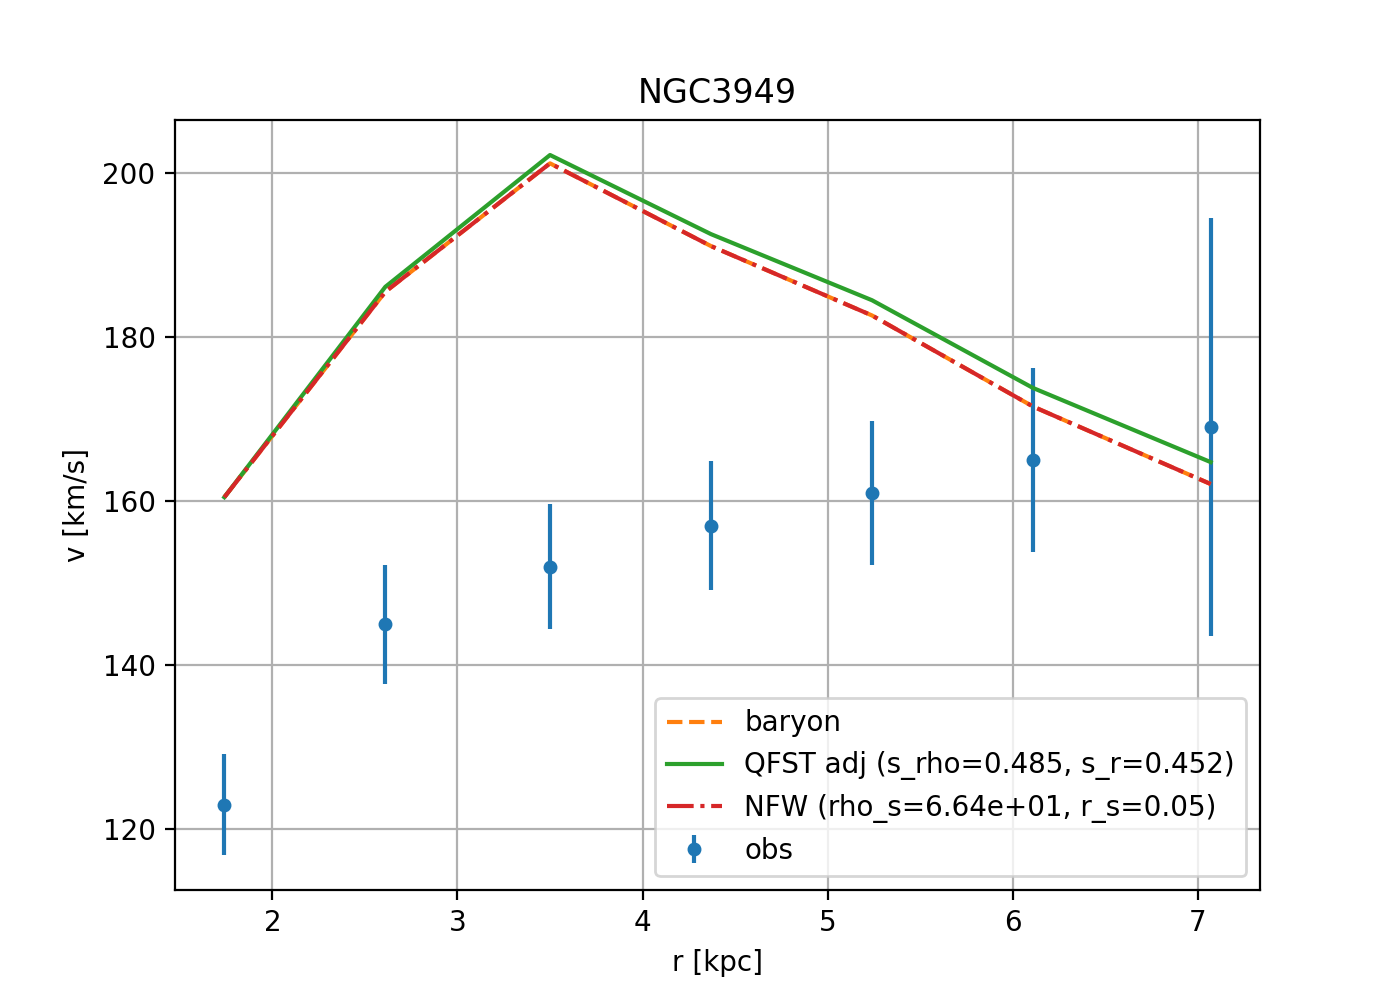 NGC3949
v [km/s]
200
180
160
140
120
baryon
QFST adj (s_rho=0.485, s_r=0.452)
NFW (rho_s=6.64e+01, r_s=0.05)
obs
2 3 4 5 6 7
r [kpc]